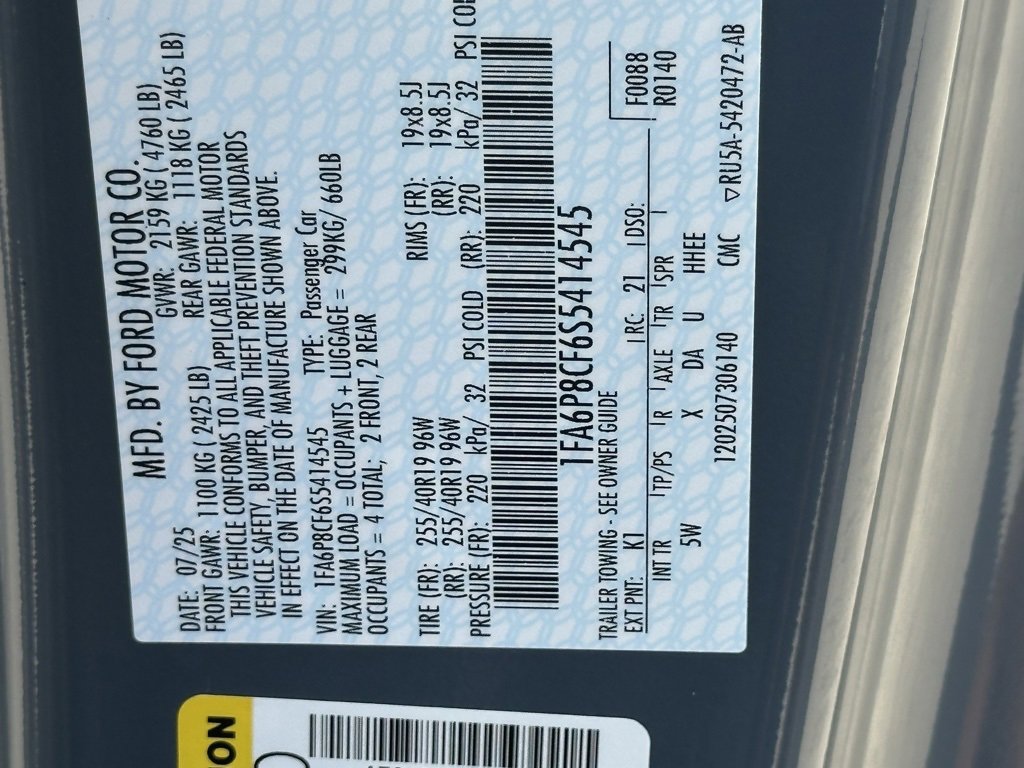 MFD. BY FORD MOTOR CO.
DATE: 07/25 GVWR: 2159 KG ( 4760 LB)
FRONT GAWR: 1100 KG ( 2425 LB) REAR GAWR: 1118 KG ( 2465 LB)
THIS VEHICLE CONFORMS TO ALL APPLICABLE FEDERAL MOTOR
VEHICLE SAFETY, BUMPER, AND THEFT PREVENTION STANDARDS
IN EFFECT ON THE DATE OF MANUFACTURE SHOWN ABOVE.
VIN: 1FA6P8CF6S5414545 TYPE: Passenger Car
MAXIMUM LOAD = OCCUPANTS + LUGGAGE = 299KG/ 660LB
OCCUPANTS = 4 TOTAL; 2 FRONT, 2 REAR
TIRE (FR): 255/40R19 96W RIMS (FR): 19x8.5J
(RR): 255/40R19 96W (RR): 19x8.5J
PRESSURE (FR): 220 kPa/ 32 PSI COLD (RR): 220 kPa/ 32 PSI COL
1FA6P8CF6S5414545
TRAILER TOWING - SEE OWNER GUIDE F0088
EXT PNT: K1 RC: 21 DSO: R0140
INT TR TP/PS R AXLE TR SPR
5W X DA U HHEE
1202507306140 CMC ▽RU5A-5420472-AB
ON